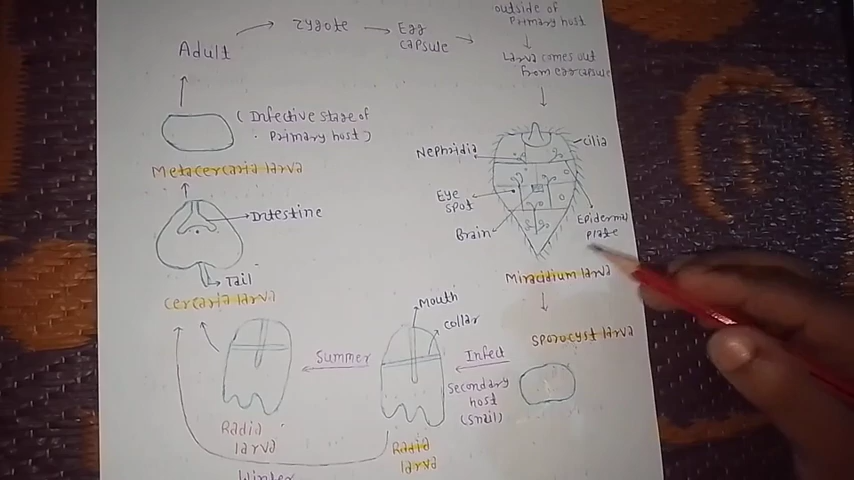 outside of
Primary host
Adult
Zygote
Egg
capsule
Larva comes out
from egg capsule
(Infective stage of
Primary host)
Metacercaria larva
Nephridia
cilia
Eye
spot
Brain
Epidermal
plate
Miracidium larva
Intestine
Tail
Cercaria larva
Mouth
collar
Sporocyst larva
Infect
Secondary
host
(snail)
Summer
Radia
larva
Radia
larva
Winter